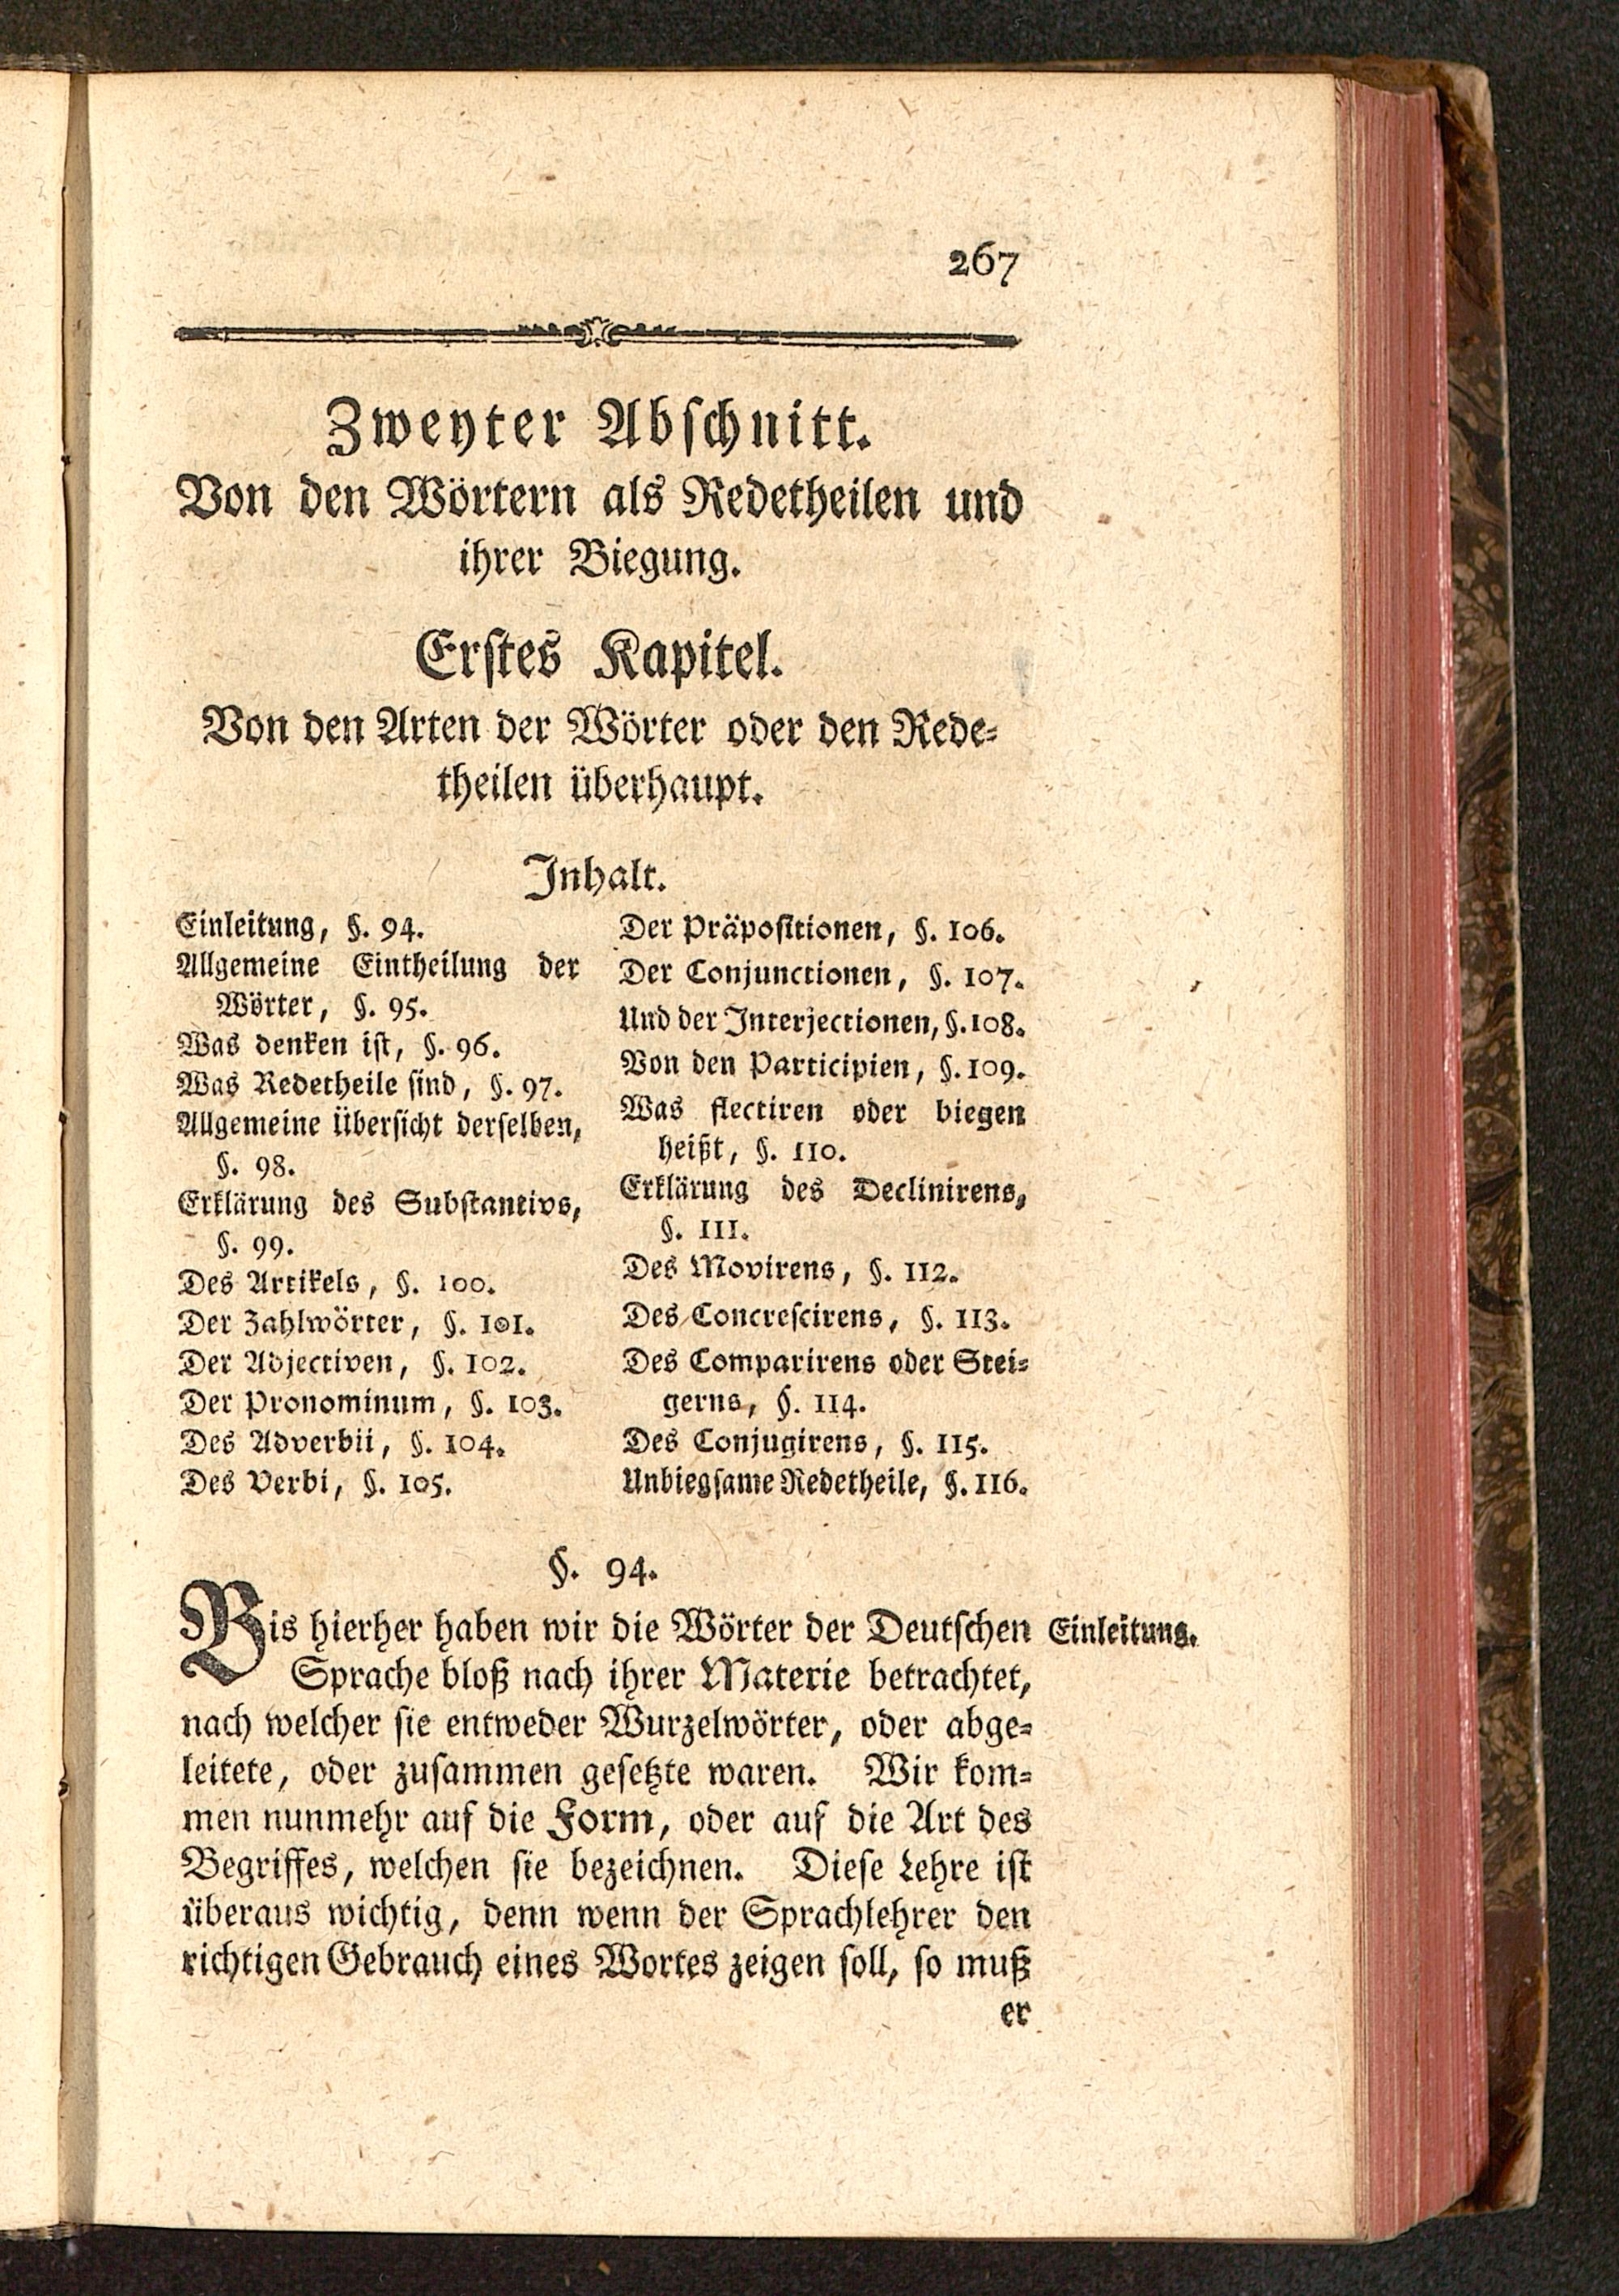 267
Zweyter Abschnitt.
Von den Wörtern als Redetheilen und
ihrer Biegung.
Erstes Kapitel.
Von den Arten der Wörter oder den Rede-
theilen überhaupt.
Inhalt.
Einleitung, §. 94.
Allgemeine Eintheilung der
Wörter, §. 95.
Was denken ist, §. 96.
Was Redetheile sind, §. 97.
Allgemeine Übersicht derselben,
§. 98.
Erklärung des Substantivs,
§. 99.
Des Artikels, §. 100.
Der Zahlwörter, §. 101.
Der Adjectiven, §. 102.
Der Pronominum, §. 103.
Des Adverbii, §. 104.
Des Verbi, §. 105.
Der Präpositionen, §. 106.
Der Conjunctionen, §. 107.
Und der Interjectionen, §. 108.
Von den Participien, §. 109.
Was flectiren oder biegen
heißt, §. 110.
Erklärung des Declinirens,
§. 111.
Des Movirens, §. 112.
Des Concrescirens, §. 113.
Des Comparirens oder Stei-
gerns, §. 114.
Des Conjugirens, §. 115.
Unbiegsame Redetheile, §. 116.
§. 94.
Bis hierher haben wir die Wörter der Deutschen Einleitung.
Sprache bloß nach ihrer Materie betrachtet,
nach welcher sie entweder Wurzelwörter, oder abge-
leitete, oder zusammen gesetzte waren. Wir kom-
men nunmehr auf die Form, oder auf die Art des
Begriffes, welchen sie bezeichnen. Diese Lehre ist
überaus wichtig, denn wenn der Sprachlehrer den
richtigen Gebrauch eines Wortes zeigen soll, so muß
er